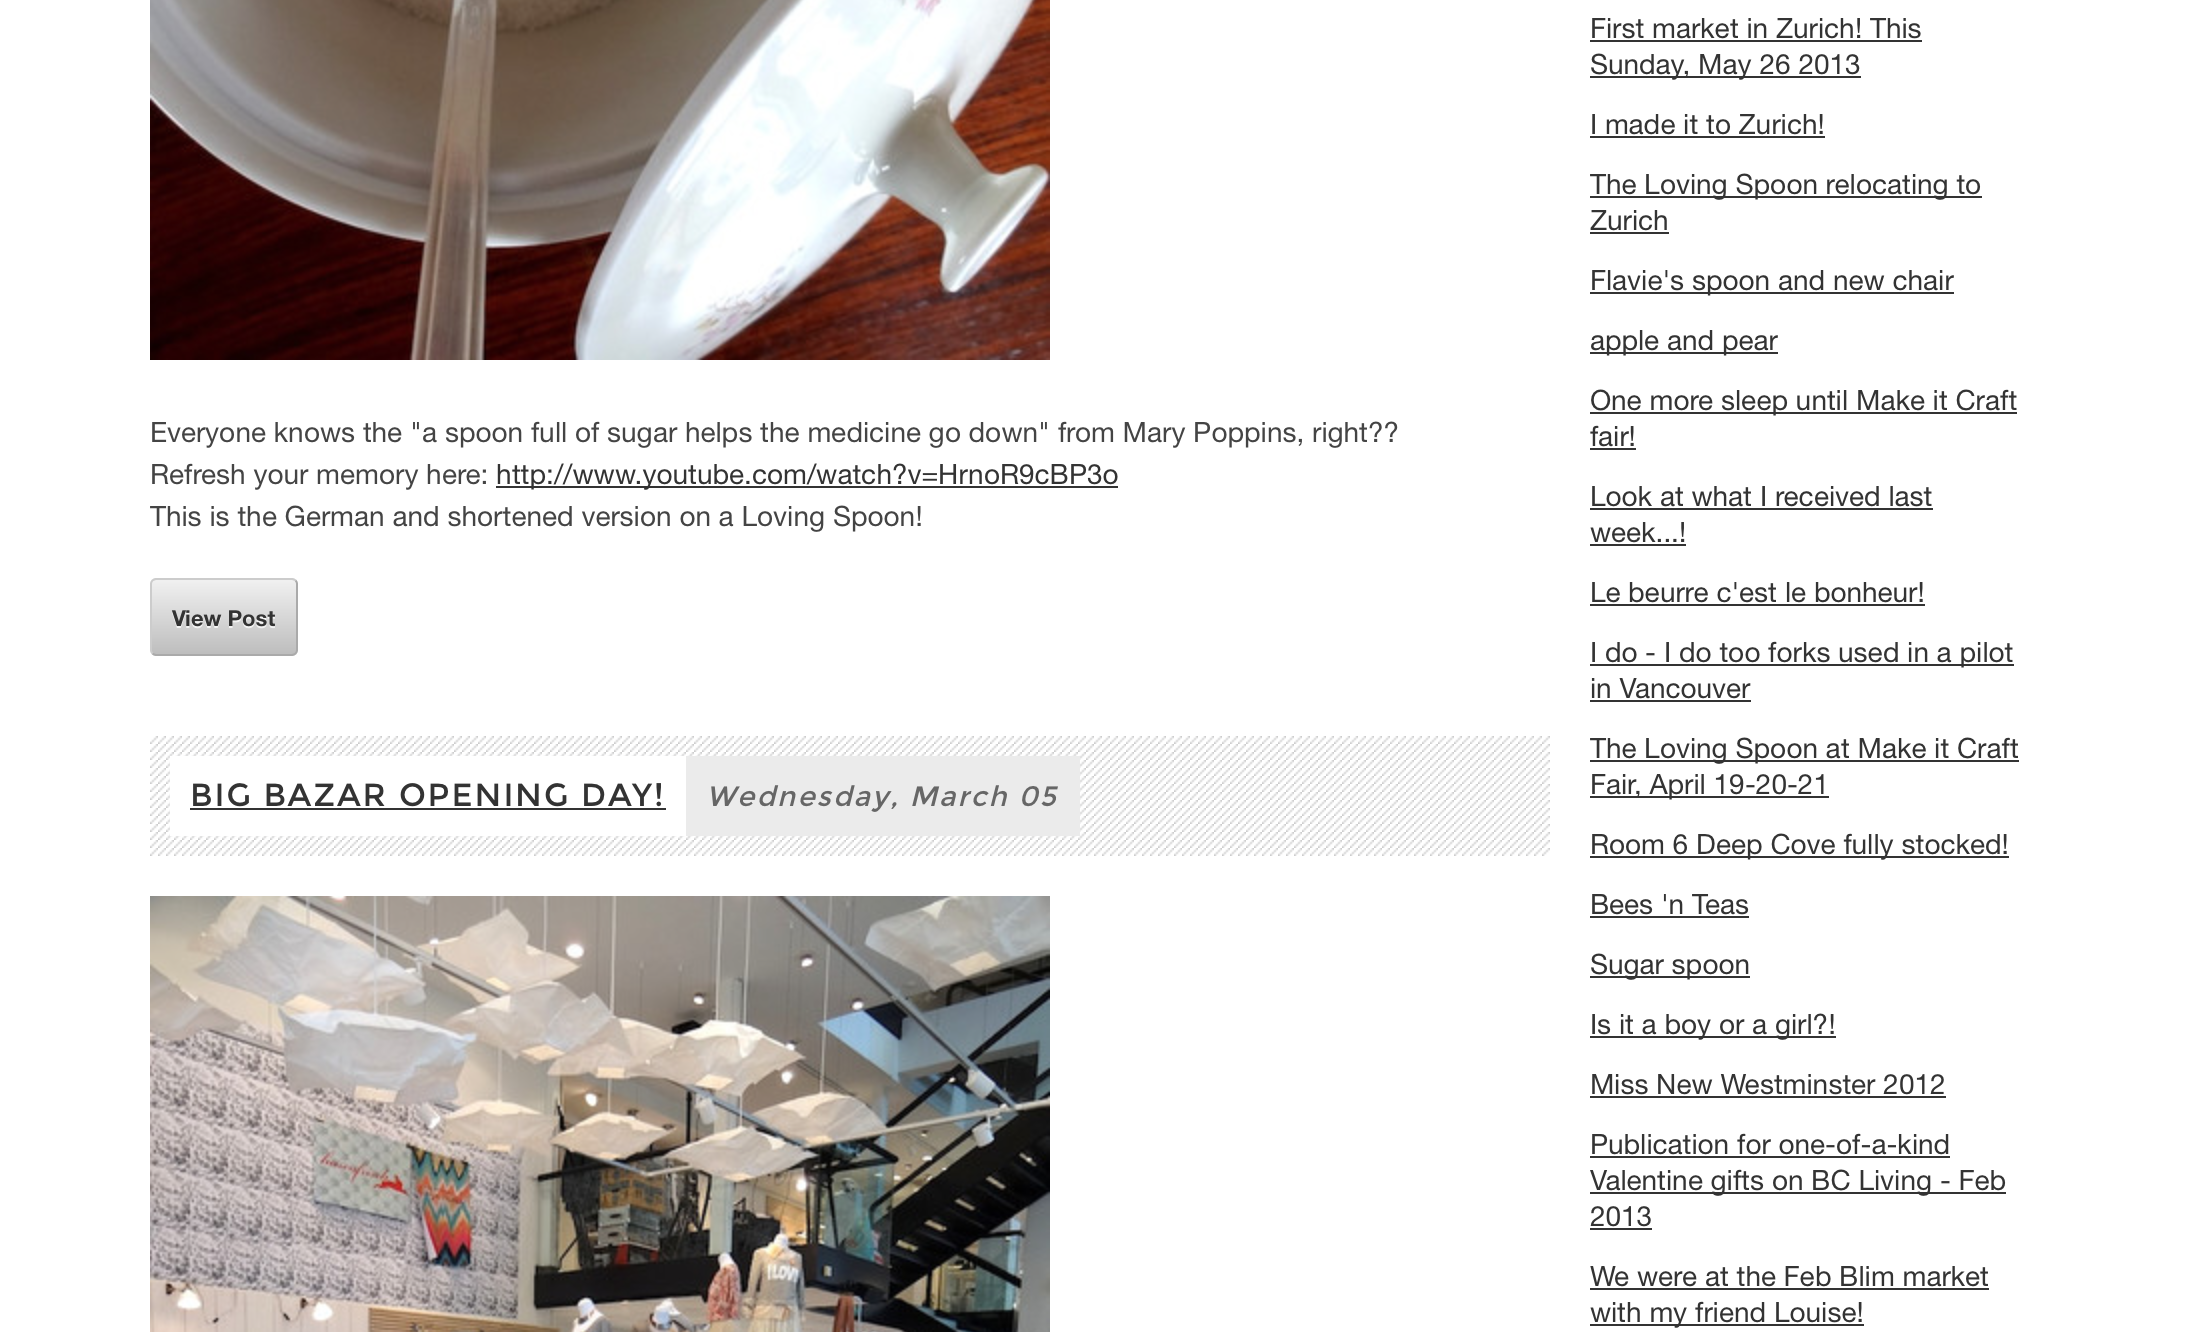 Everyone knows the "a spoon full of sugar helps the medicine go down" from Mary Poppins, right??
Refresh your memory here: http://www.youtube.com/watch?v=HrnoR9cBP3o
This is the German and shortened version on a Loving Spoon!
View Post
BIG BAZAR OPENING DAY!
Wednesday, March 05
I LOV
First market in Zurich! This
Sunday, May 26 2013
I made it to Zurich!
The Loving Spoon relocating to
Zurich
Flavie's spoon and new chair
apple and pear
One more sleep until Make it Craft
fair!
Look at what I received last
week...!
Le beurre c'est le bonheur!
I do - I do too forks used in a pilot
in Vancouver
The Loving Spoon at Make it Craft
Fair, April 19-20-21
Room 6 Deep Cove fully stocked!
Bees 'n Teas
Sugar spoon
Is it a boy or a girl?!
Miss New Westminster 2012
Publication for one-of-a-kind
Valentine gifts on BC Living - Feb
2013
We were at the Feb Blim market
with my friend Louise!